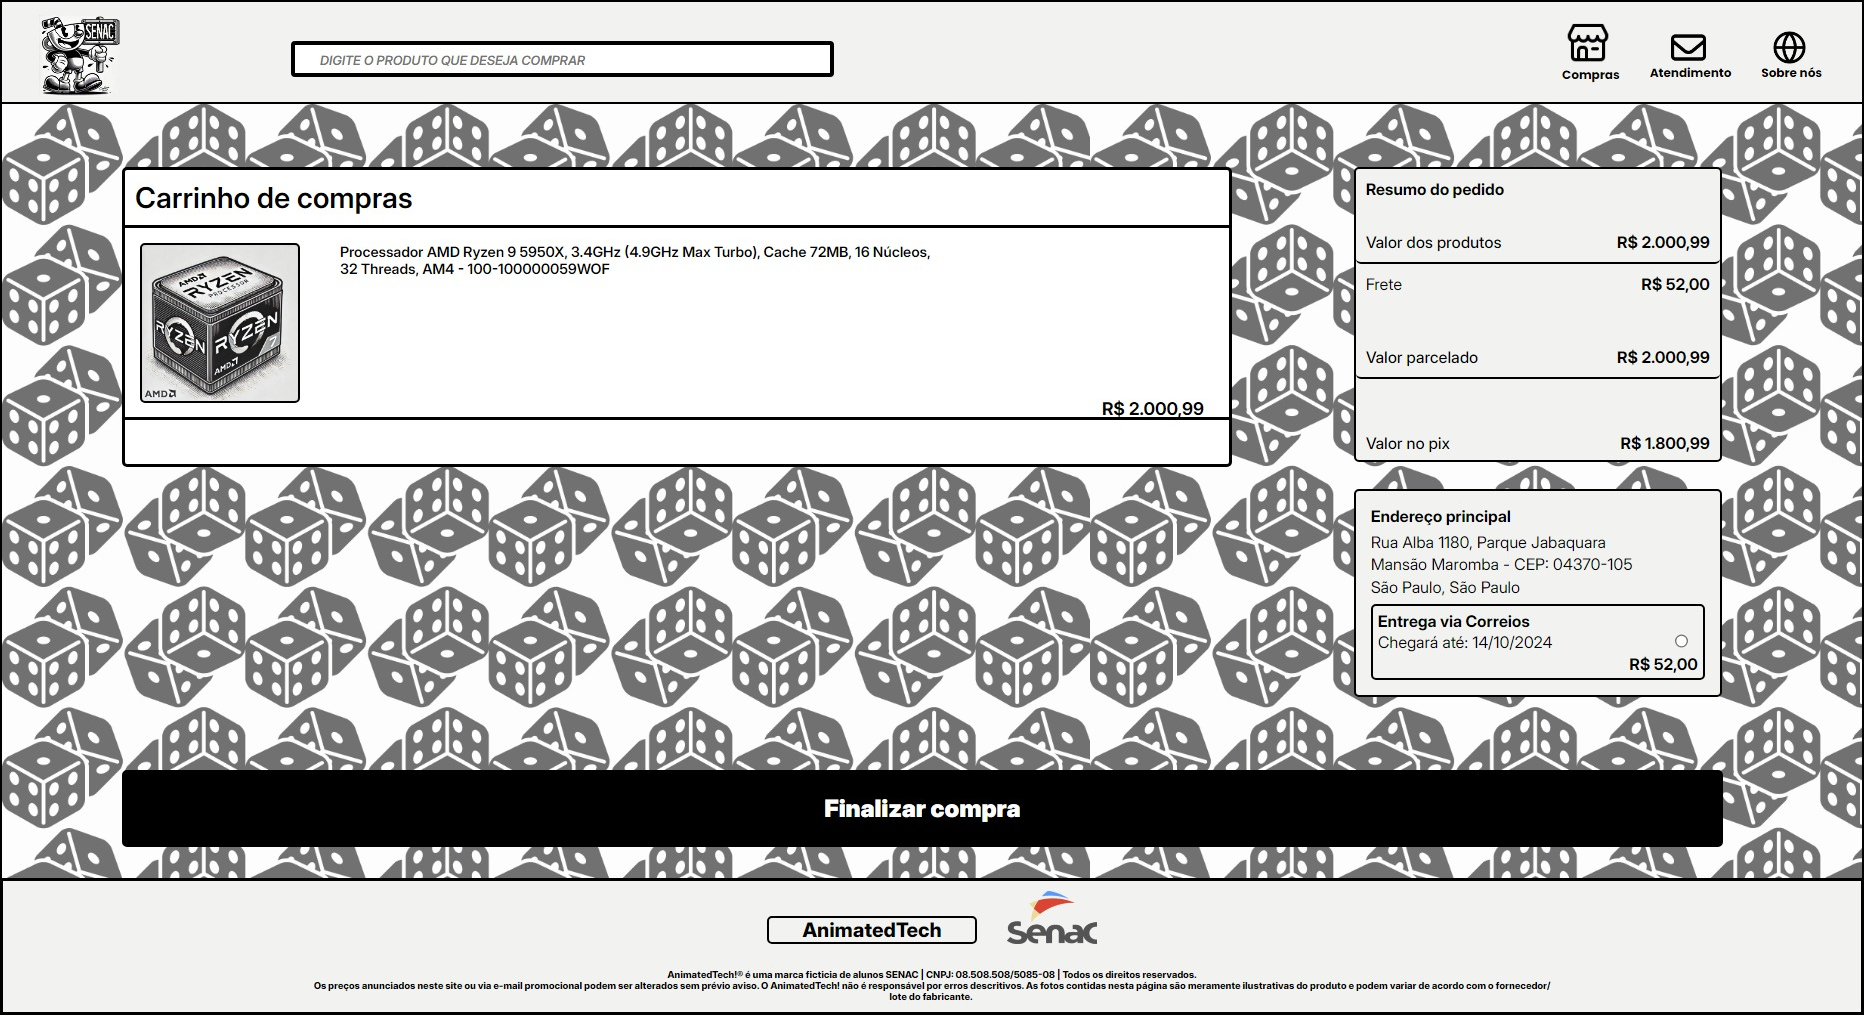 SENAC
DIGITE O PRODUTO QUE DESEJA COMPRAR
Compras
Atendimento
Sobre nós
Carrinho de compras
AMD
RYZEN
PROCESSOR
RYZEN
RYZEN
7
AMD
AMD
Processador AMD Ryzen 9 5950X, 3.4GHz (4.9GHz Max Turbo), Cache 72MB, 16 Núcleos,
32 Threads, AM4 - 100-100000059WOF
R$ 2.000,99
Resumo do pedido
Valor dos produtos R$ 2.000,99
Frete R$ 52,00
Valor parcelado R$ 2.000,99
Valor no pix R$ 1.800,99
Endereço principal
Rua Alba 1180, Parque Jabaquara
Mansão Maromba - CEP: 04370-105
São Paulo, São Paulo
Entrega via Correios
Chegará até: 14/10/2024
R$ 52,00
Finalizar compra
AnimatedTech
Senac
AnimatedTech!® é uma marca ficticia de alunos SENAC | CNPJ: 08.508.508/5085-08 | Todos os direitos reservados.
Os preços anunciados neste site ou via e-mail promocional podem ser alterados sem prévio aviso. O AnimatedTech! não é responsável por erros descritivos. As fotos contidas nesta página são meramente ilustrativas do produto e podem variar de acordo com o fornecedor/
lote do fabricante.